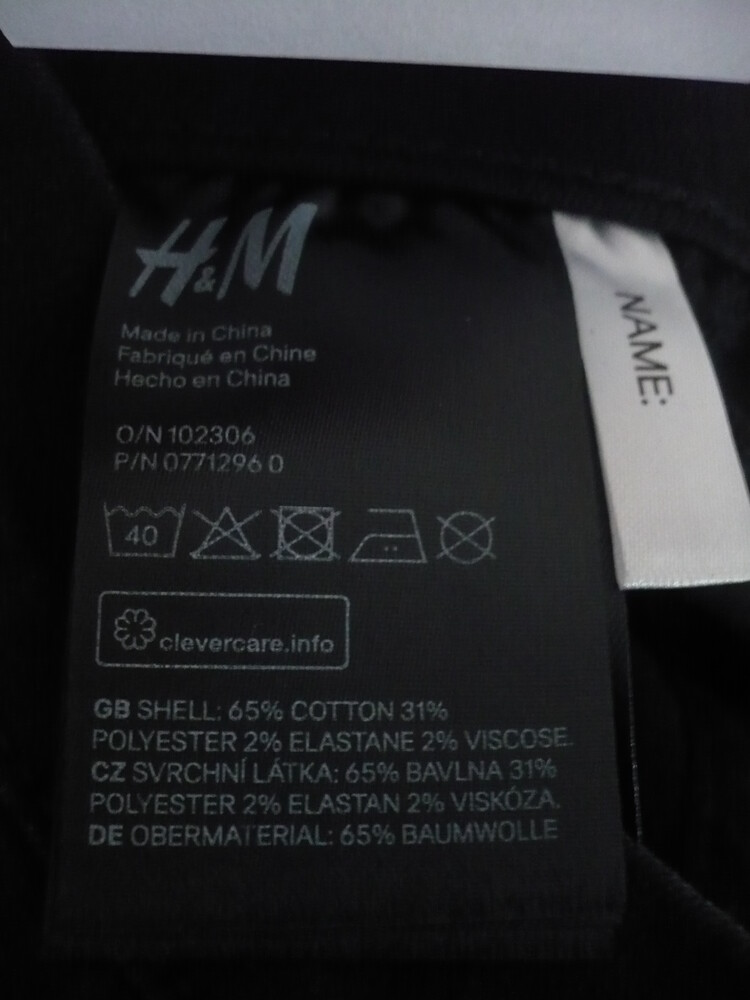 H&M
Made in China
Fabriqué en Chine
Hecho en China
O/N 102306
P/N 0771296 0
40
clevercare.info
GB SHELL: 65% COTTON 31%
POLYESTER 2% ELASTANE 2% VISCOSE.
CZ SVRCHNÍ LÁTKA: 65% BAVLNA 31%
POLYESTER 2% ELASTAN 2% VISKÓZA.
DE OBERMATERIAL: 65% BAUMWOLLE
NAME: